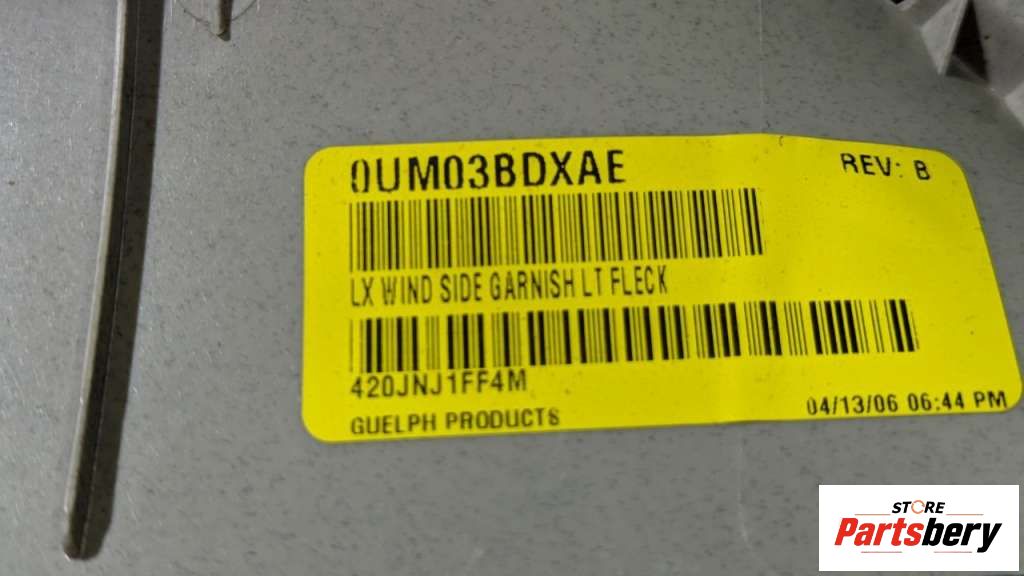 0UM03BDXAE REV: B
LX WIND SIDE GARNISH LT FLECK
420JNJ1FF4M
GUELPH PRODUCTS 04/13/06 06:44 PM
STORE
Partsbery